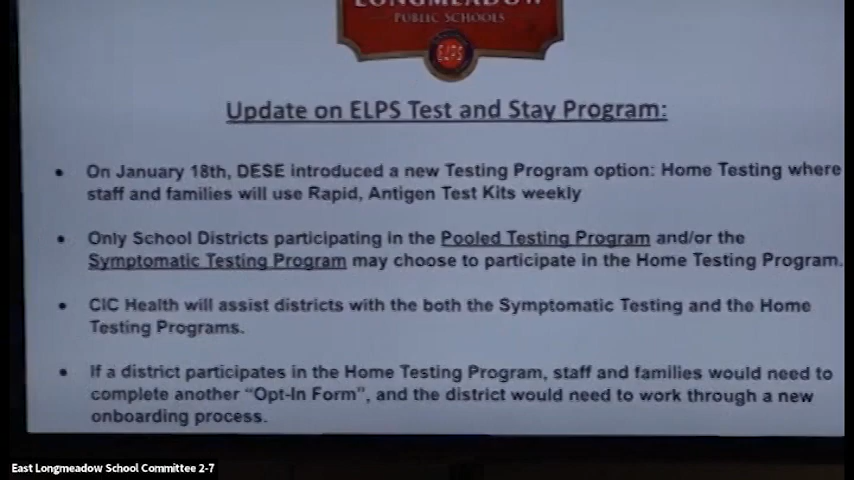 LONGMEADOW
PUBLIC SCHOOLS
ELPS
Update on ELPS Test and Stay Program:
• On January 18th, DESE introduced a new Testing Program option: Home Testing where
staff and families will use Rapid, Antigen Test Kits weekly
• Only School Districts participating in the Pooled Testing Program and/or the
Symptomatic Testing Program may choose to participate in the Home Testing Program.
• CIC Health will assist districts with the both the Symptomatic Testing and the Home
Testing Programs.
• If a district participates in the Home Testing Program, staff and families would need to
complete another “Opt-In Form”, and the district would need to work through a new
onboarding process.
East Longmeadow School Committee 2-7